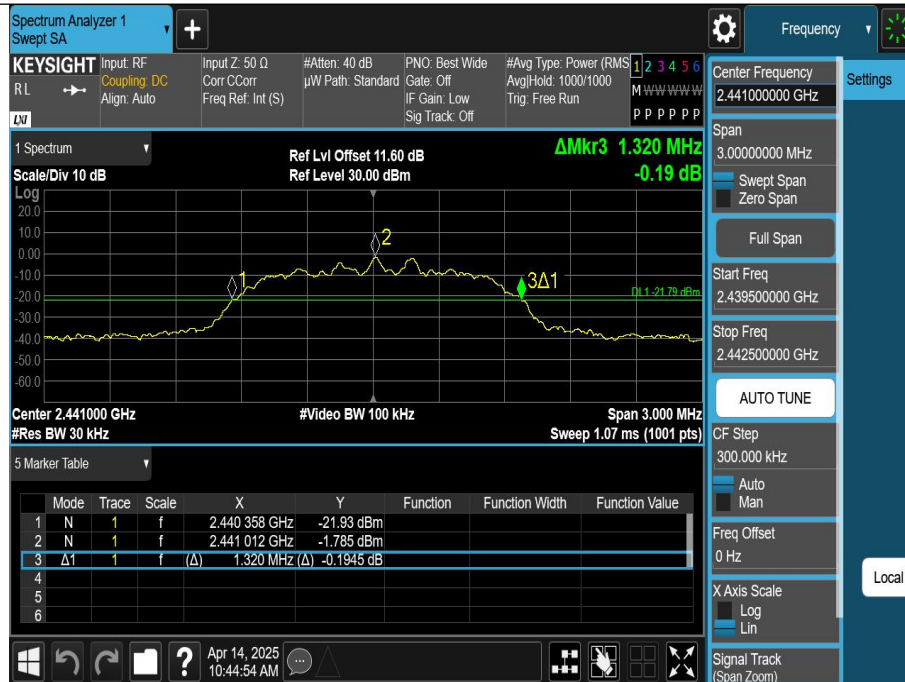 Spectrum Analyzer 1
Swept SA
+
Frequency
KEYSIGHT
RL
LXI
Input: RF
Coupling: DC
Align: Auto
Input Z: 50 Ω
Corr CCorr
Freq Ref: Int (S)
#Atten: 40 dB
µW Path: Standard
PNO: Best Wide
Gate: Off
IF Gain: Low
Sig Track: Off
#Avg Type: Power (RMS
Avg|Hold: 1000/1000
Trig: Free Run
1 2 3 4 5 6
M W W W W W
P P P P P P
1 Spectrum
Scale/Div 10 dB
Ref Lvl Offset 11.60 dB
Ref Level 30.00 dBm
ΔMkr3 1.320 MHz
-0.19 dB
Log
20.0
10.0
0.00
-10.0
-20.0
-30.0
-40.0
-50.0
-60.0
1
2
3Δ1
DL1 -21.79 dBm
Center 2.441000 GHz
#Video BW 100 kHz
Span 3.000 MHz
#Res BW 30 kHz
Sweep 1.07 ms (1001 pts)
5 Marker Table
Mode Trace Scale X Y Function Function Width Function Value
1 N 1 f 2.440 358 GHz -21.93 dBm
2 N 1 f 2.441 012 GHz -1.785 dBm
3 Δ1 1 f (Δ) 1.320 MHz (Δ) -0.1945 dB
4
5
6
Center Frequency
2.441000000 GHz
Span
3.00000000 MHz
Swept Span
Zero Span
Full Span
Start Freq
2.439500000 GHz
Stop Freq
2.442500000 GHz
AUTO TUNE
CF Step
300.000 kHz
Auto
Man
Freq Offset
0 Hz
X Axis Scale
Log
Lin
Signal Track
(Span Zoom)
Settings
Local
?
Apr 14, 2025
10:44:54 AM